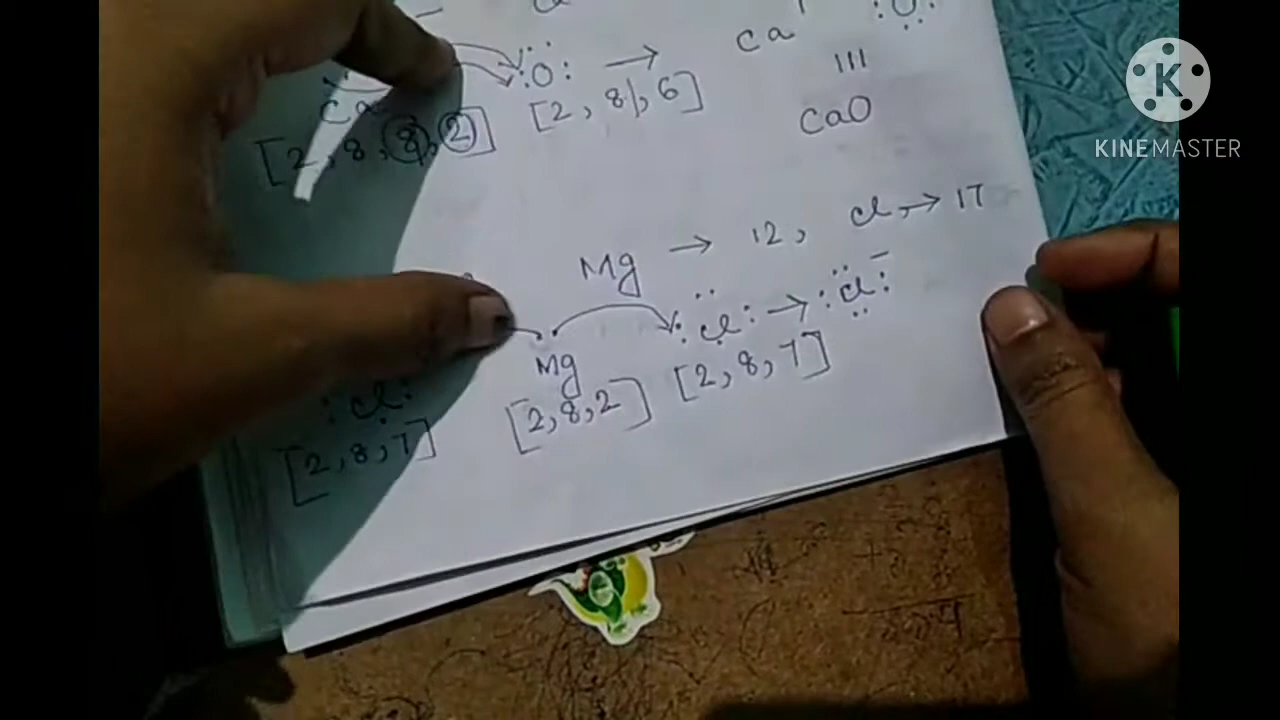 :O: → Ca :O:
Ca [2, 8, 6] |||
[2, 8, 8, 2] CaO
Mg → 12, Cl, → 17
:Cl: Mg :Cl: → :Cl:⁻
[2, 8, 7] [2, 8, 2] [2, 8, 7]
K
KINEMASTER